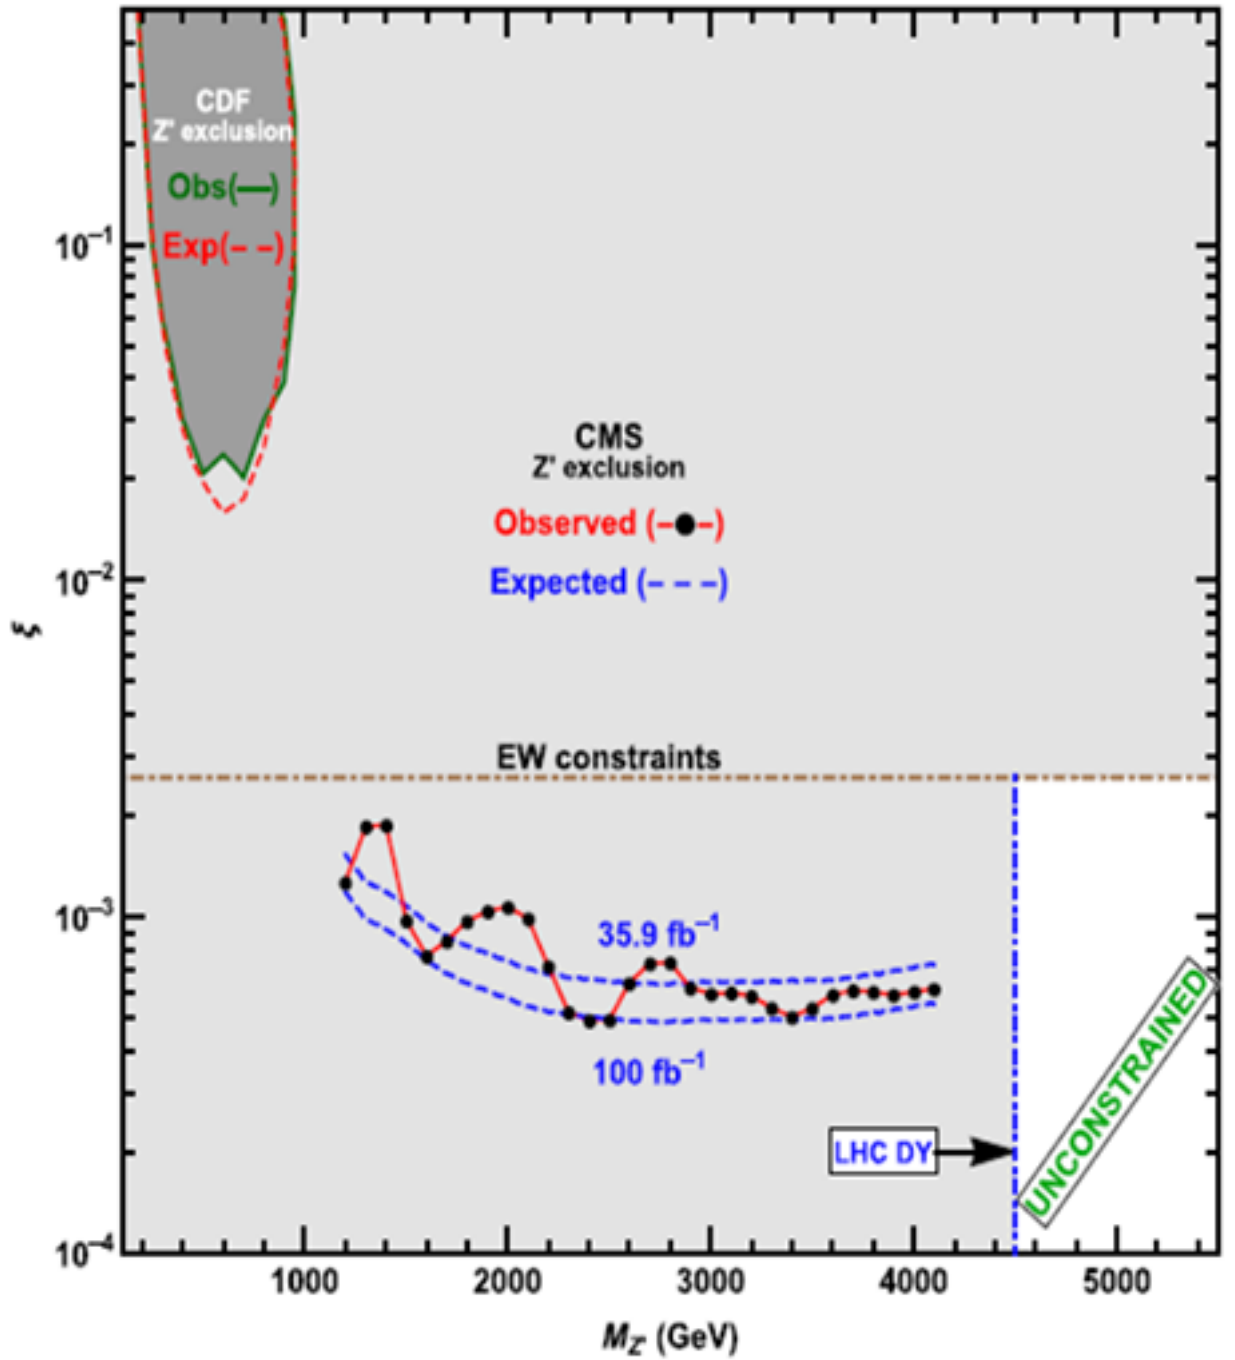 CDF
Z' exclusion
Obs(—)
Exp(– –)
10⁻¹
CMS
Z' exclusion
Observed (–●–)
Expected (– – –)
10⁻²
ξ
EW constraints
10⁻³
35.9 fb⁻¹
100 fb⁻¹
LHC DY
UNCONSTRAINED
10⁻⁴
1000 2000 3000 4000 5000
M_Z' (GeV)